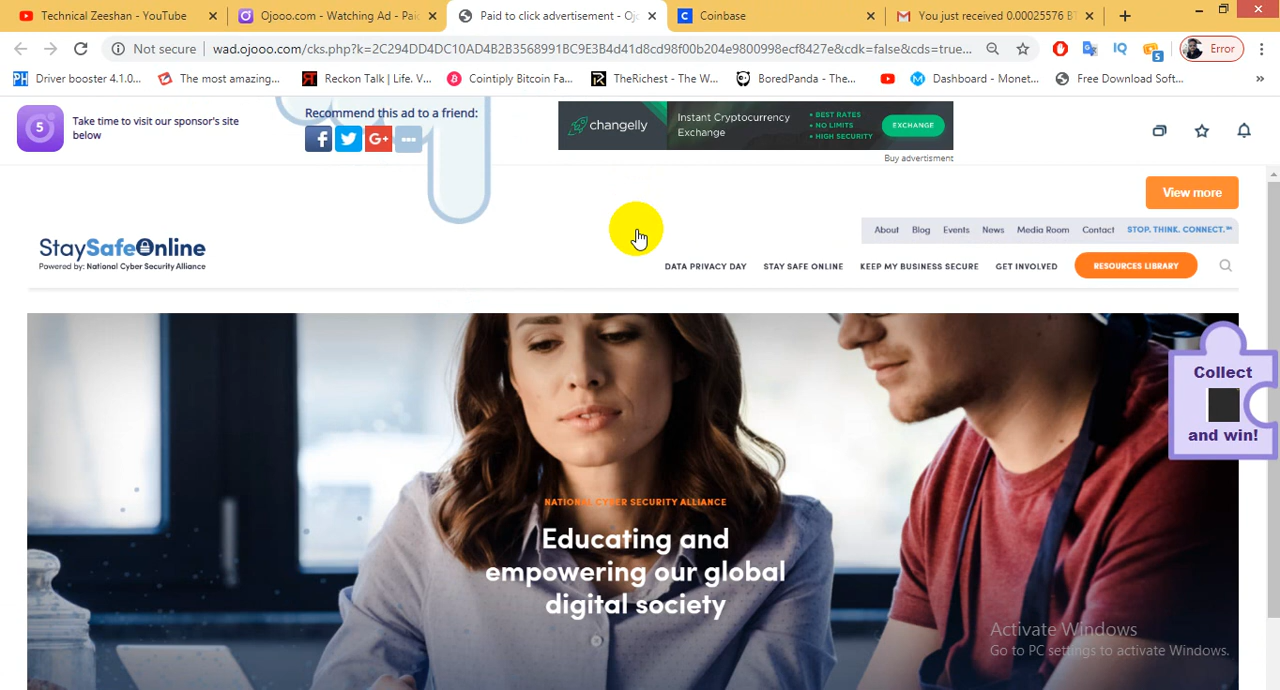 Technical Zeeshan - YouTube
Ojooo.com - Watching Ad - Paid
Paid to click advertisement - Oj
Coinbase
You just received 0.00025576 B
Not secure
wad.ojooo.com/cks.php?k=2C294DD4DC10AD4B2B3568991BC9E3B4d41d8cd98f00b204e9800998ecf8427e&cdk=false&cds=true...
IQ
5
Error
Driver booster 4.1.0...
The most amazing...
Reckon Talk | Life. V...
Cointiply Bitcoin Fa...
TheRichest - The W...
BoredPanda - The...
Dashboard - Monet...
Free Download Soft...
»
5
Take time to visit our sponsor's site
below
Recommend this ad to a friend:
G+
changelly
Instant Cryptocurrency
Exchange
• BEST RATES
• NO LIMITS
• HIGH SECURITY
EXCHANGE
Buy advertisment
View more
StaySafeOnline
Powered by: National Cyber Security Alliance
About
Blog
Events
News
Media Room
Contact
STOP. THINK. CONNECT.™
DATA PRIVACY DAY
STAY SAFE ONLINE
KEEP MY BUSINESS SECURE
GET INVOLVED
RESOURCES LIBRARY
Collect
and win!
NATIONAL CYBER SECURITY ALLIANCE
Educating and
empowering our global
digital society
Activate Windows
Go to PC settings to activate Windows.